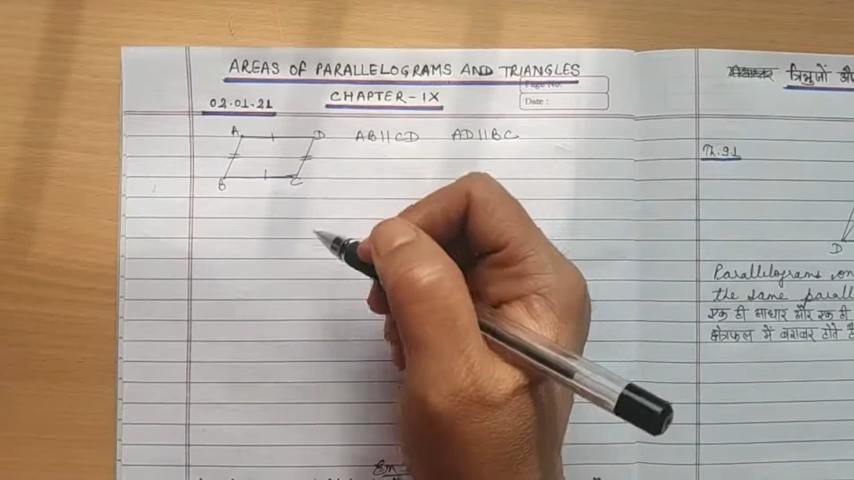 AREAS OF PARALLELOGRAMS AND TRIANGLES
CHAPTER-IX
Page No.
Date :
02.01.21
A D AB||CD AD||BC
B C
त्रिभुजों
Th. 9.1
D
Parallelograms on
the same
एक ही आधार और एक ही
क्षेत्रफल में बराबर होते